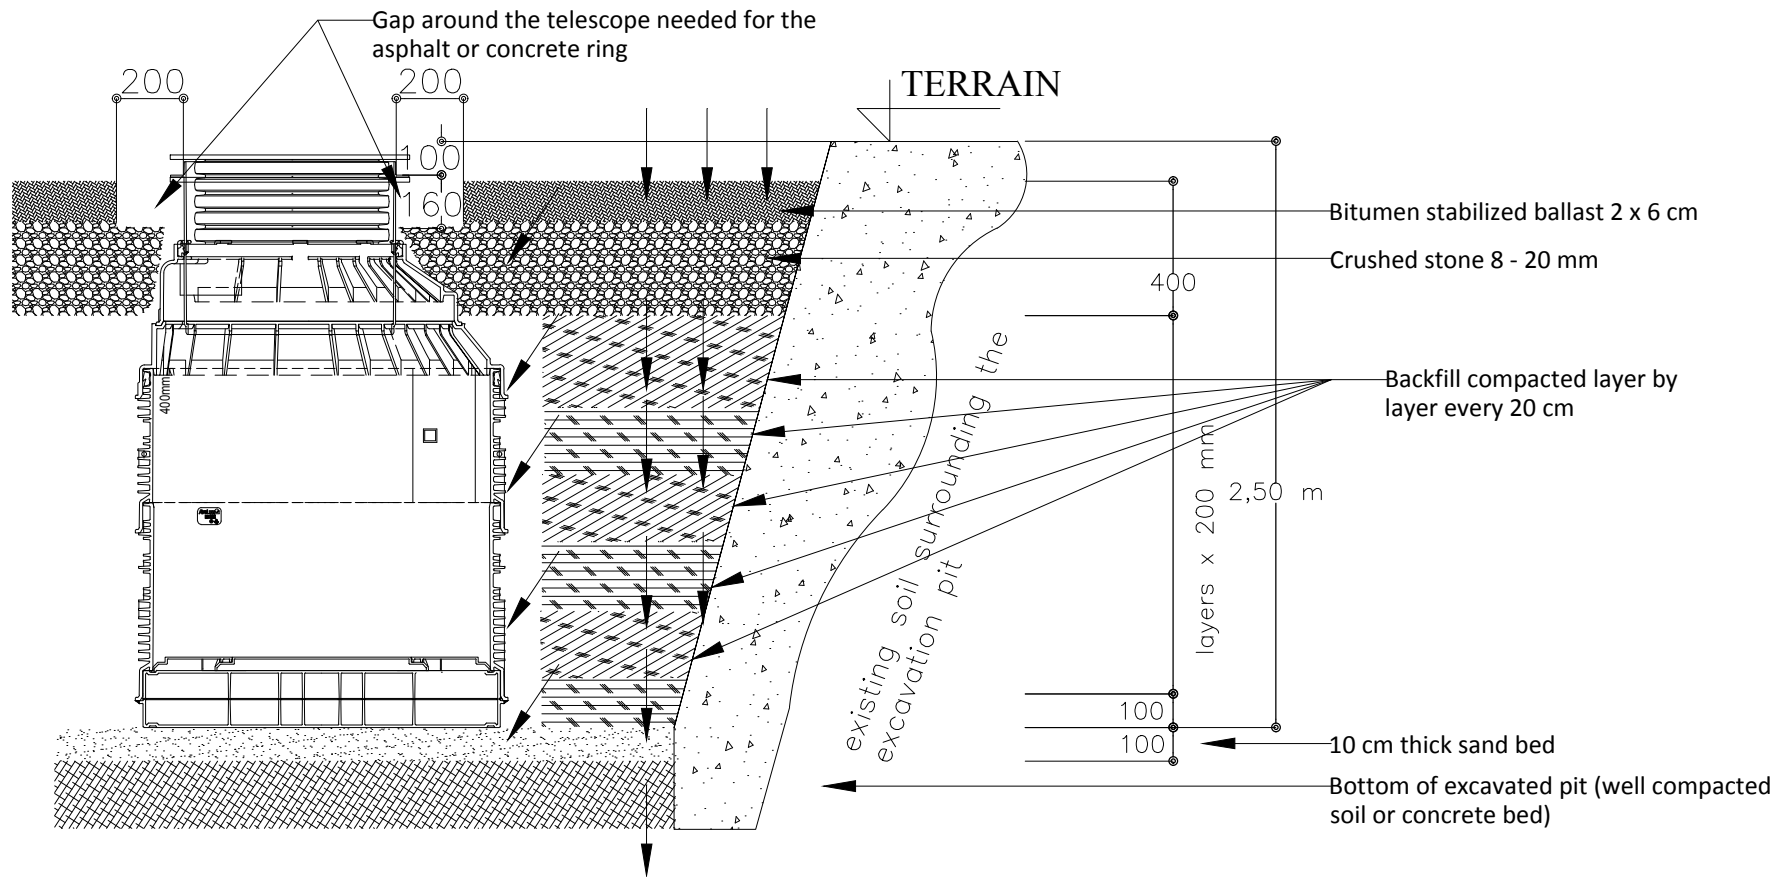 Gap around the telescope needed for the
asphalt or concrete ring
200
200
TERRAIN
100
160
Bitumen stabilized ballast 2 x 6 cm
Crushed stone 8 - 20 mm
400
Backfill compacted layer by
layer every 20 cm
400mm
layers x 200 mm
2,50 m
existing soil surrounding the
excavation pit
100
100
10 cm thick sand bed
Bottom of excavated pit (well compacted
soil or concrete bed)